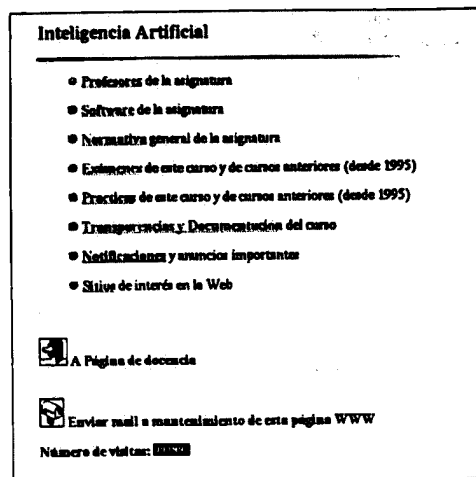 Inteligencia Artificial
Profesores de la asignatura
Software de la asignatura
Normativa general de la asignatura
Exámenes de este curso y de cursos anteriores (desde 1995)
Practicas de este curso y de cursos anteriores (desde 1995)
Transparencias y Documentación del curso
Notificaciones y anuncios importantes
Sitios de interés en la Web
A Página de docencia
Enviar mail a mantenimiento de esta página WWW
Número de visitas: